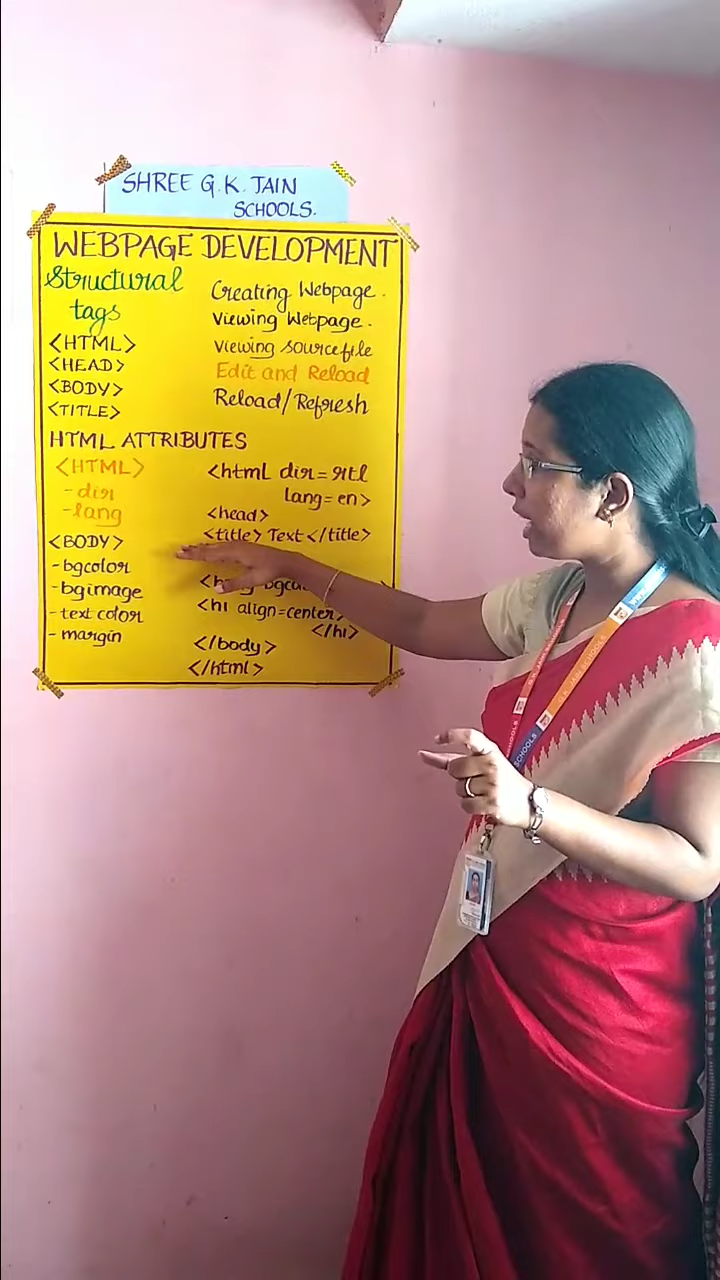 SHREE G.K. JAIN
SCHOOLS.
WEBPAGE DEVELOPMENT
Structural
tags
<HTML>
<HEAD>
<BODY>
<TITLE>
Creating Webpage.
Viewing Webpage.
Viewing sourcefile
Edit and Reload
Reload/Refresh
HTML ATTRIBUTES
<HTML>
-dir
-lang
<BODY>
-bgcolor
-bgimage
-text color
-margin
<html dir=rtl
lang=en>
<head>
<title> Text </title>
<h1 align=center>
</h1>
</body>
</html>
SCHOOLS